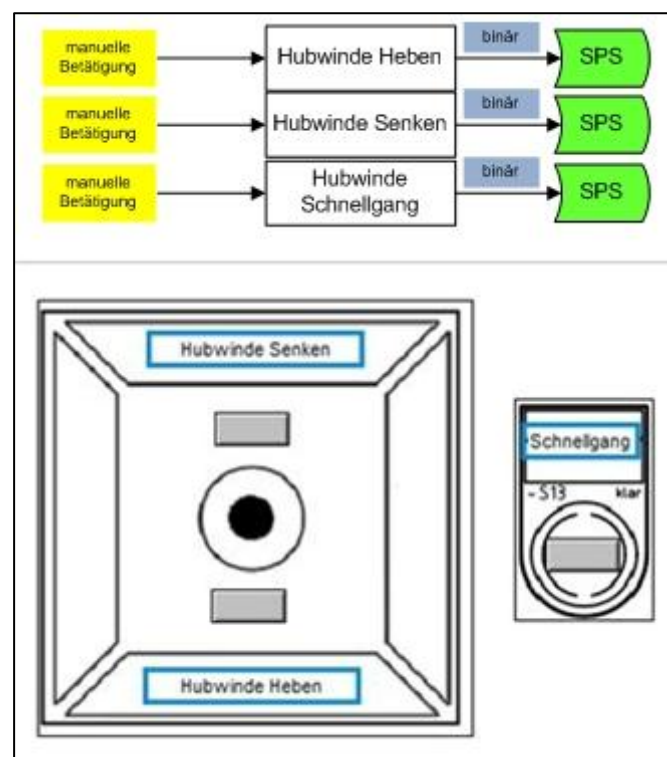 manuelle
Betätigung
Hubwinde Heben
binär
SPS
manuelle
Betätigung
Hubwinde Senken
binär
SPS
manuelle
Betätigung
Hubwinde
Schnellgang
binär
SPS
Hubwinde Senken
Schnellgang
- S13 klar
Hubwinde Heben